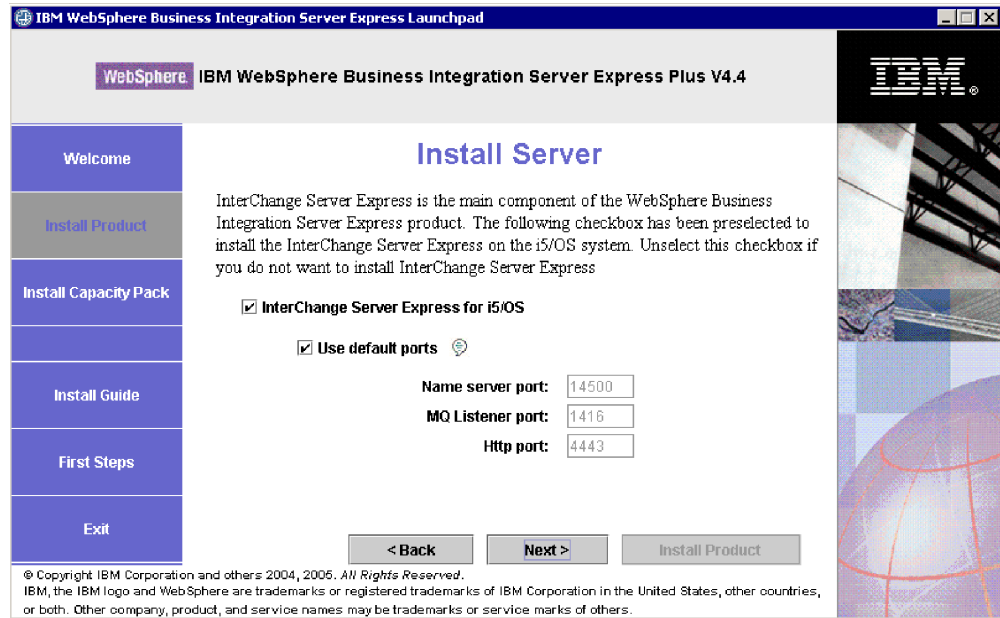 IBM WebSphere Business Integration Server Express Launchpad
WebSphere. IBM WebSphere Business Integration Server Express Plus V4.4
IBM®
Welcome
Install Product
Install Capacity Pack
Install Guide
First Steps
Exit
Install Server
InterChange Server Express is the main component of the WebSphere Business
Integration Server Express product. The following checkbox has been preselected to
install the InterChange Server Express on the i5/OS system. Unselect this checkbox if
you do not want to install InterChange Server Express
InterChange Server Express for i5/OS
Use default ports
Name server port: 14500
MQ Listener port: 1416
Http port: 4443
< Back Next > Install Product
© Copyright IBM Corporation and others 2004, 2005. All Rights Reserved.
IBM, the IBM logo and WebSphere are trademarks or registered trademarks of IBM Corporation in the United States, other countries,
or both. Other company, product, and service names may be trademarks or service marks of others.